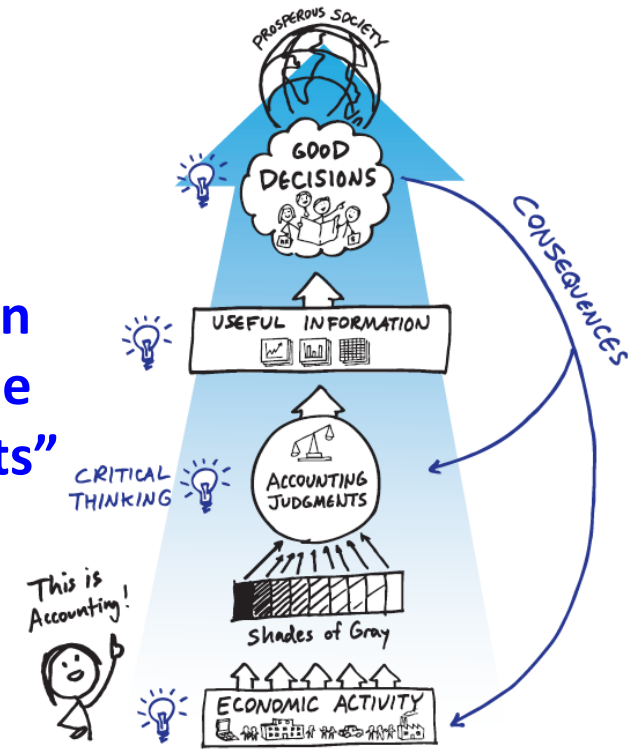 PROSPEROUS SOCIETY
GOOD
DECISIONS
CONSEQUENCES
USEFUL INFORMATION
CRITICAL
THINKING
ACCOUNTING
JUDGMENTS
Shades of Gray
This is
Accounting!
ECONOMIC ACTIVITY